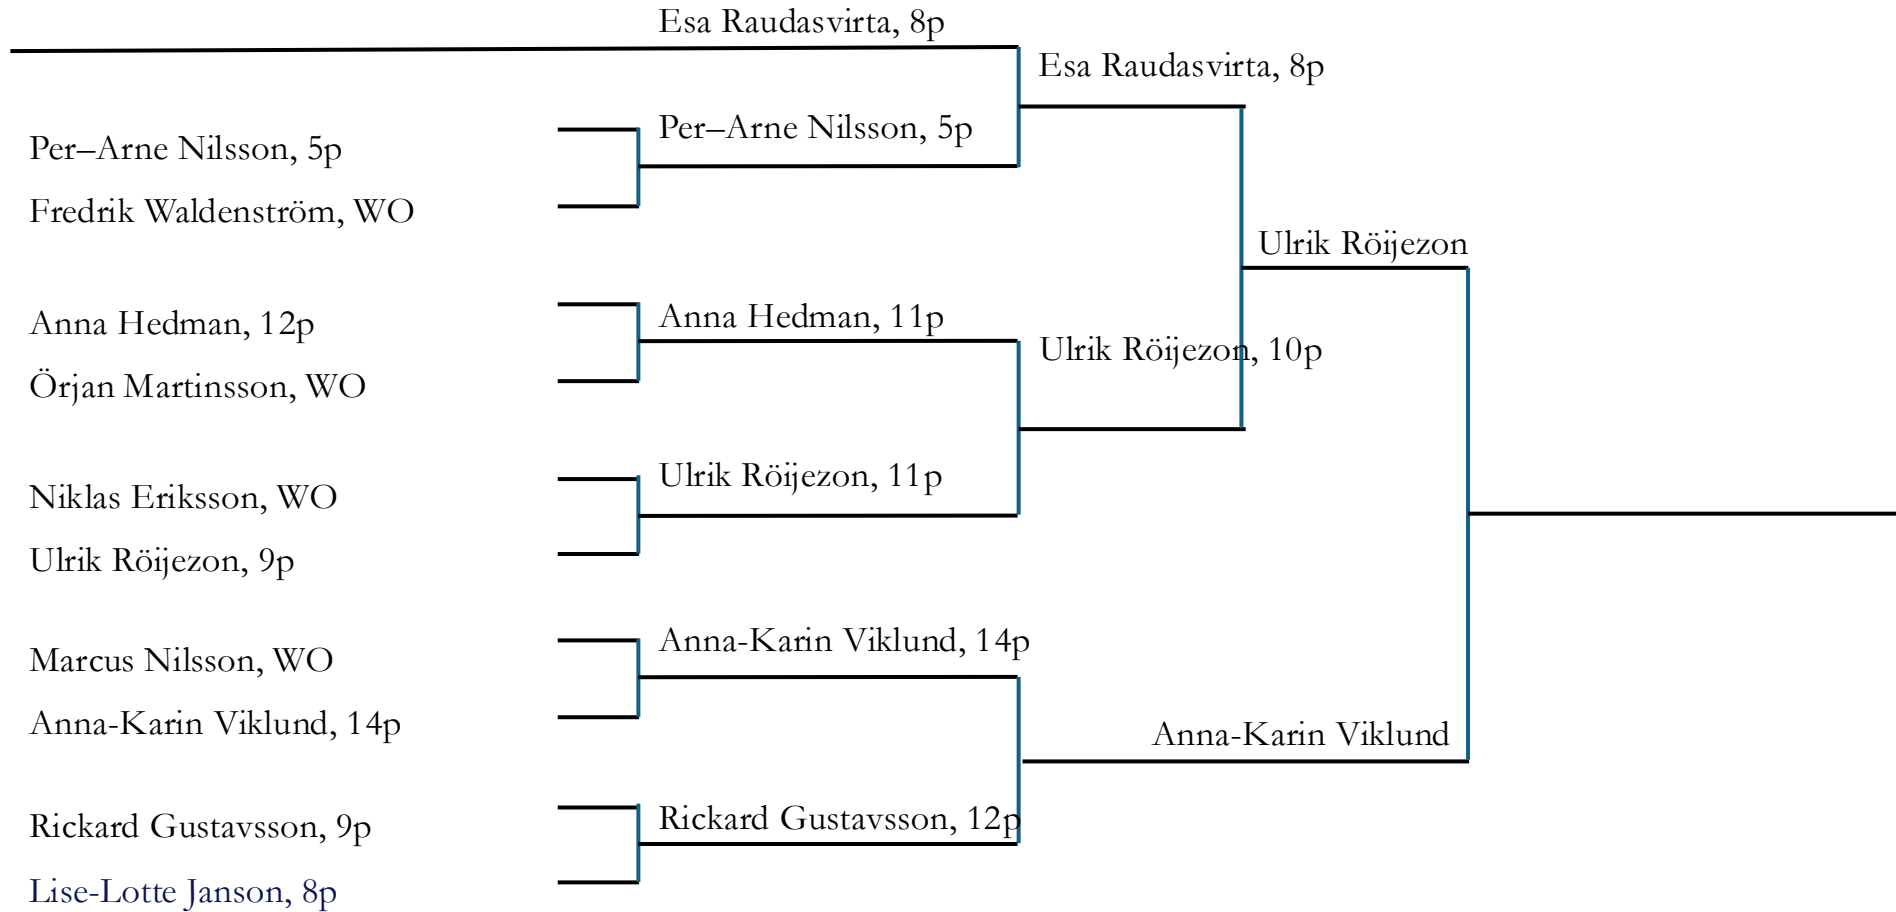 Esa Raudasvirta, 8p
Esa Raudasvirta, 8p
Per–Arne Nilsson, 5p
Per–Arne Nilsson, 5p
Fredrik Waldenström, WO
Ulrik Röijezon
Anna Hedman, 12p
Anna Hedman, 11p
Ulrik Röijezon, 10p
Örjan Martinsson, WO
Niklas Eriksson, WO
Ulrik Röijezon, 11p
Ulrik Röijezon, 9p
Marcus Nilsson, WO
Anna-Karin Viklund, 14p
Anna-Karin Viklund, 14p
Anna-Karin Viklund
Rickard Gustavsson, 9p
Rickard Gustavsson, 12p
Lise-Lotte Janson, 8p